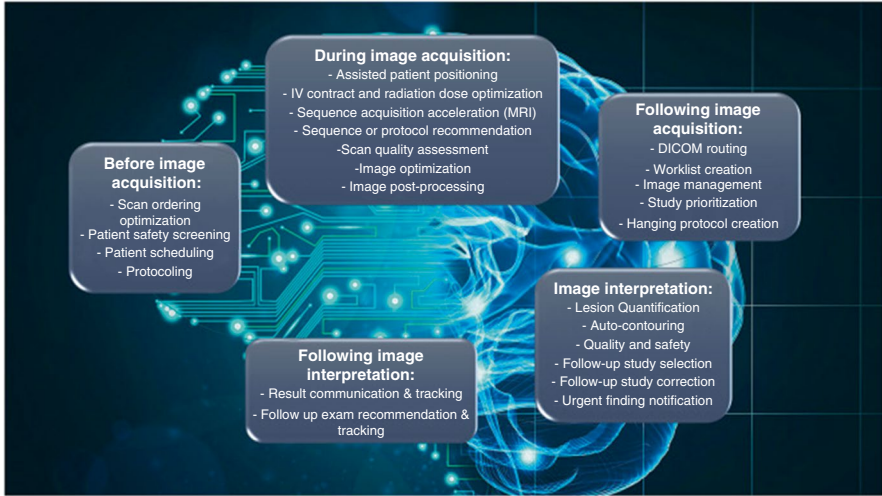 Before image
acquisition:
- Scan ordering
optimization
- Patient safety screening
- Patient scheduling
- Protocoling
During image acquisition:
- Assisted patient positioning
- IV contract and radiation dose optimization
- Sequence acquisition acceleration (MRI)
- Sequence or protocol recommendation
-Scan quality assessment
-Image optimization
- Image post-processing
Following image
acquisition:
- DICOM routing
- Worklist creation
- Image management
- Study prioritization
- Hanging protocol creation
Image interpretation:
- Lesion Quantification
- Auto-contouring
- Quality and safety
- Follow-up study selection
- Follow-up study correction
- Urgent finding notification
Following image
interpretation:
- Result communication & tracking
- Follow up exam recommendation &
tracking